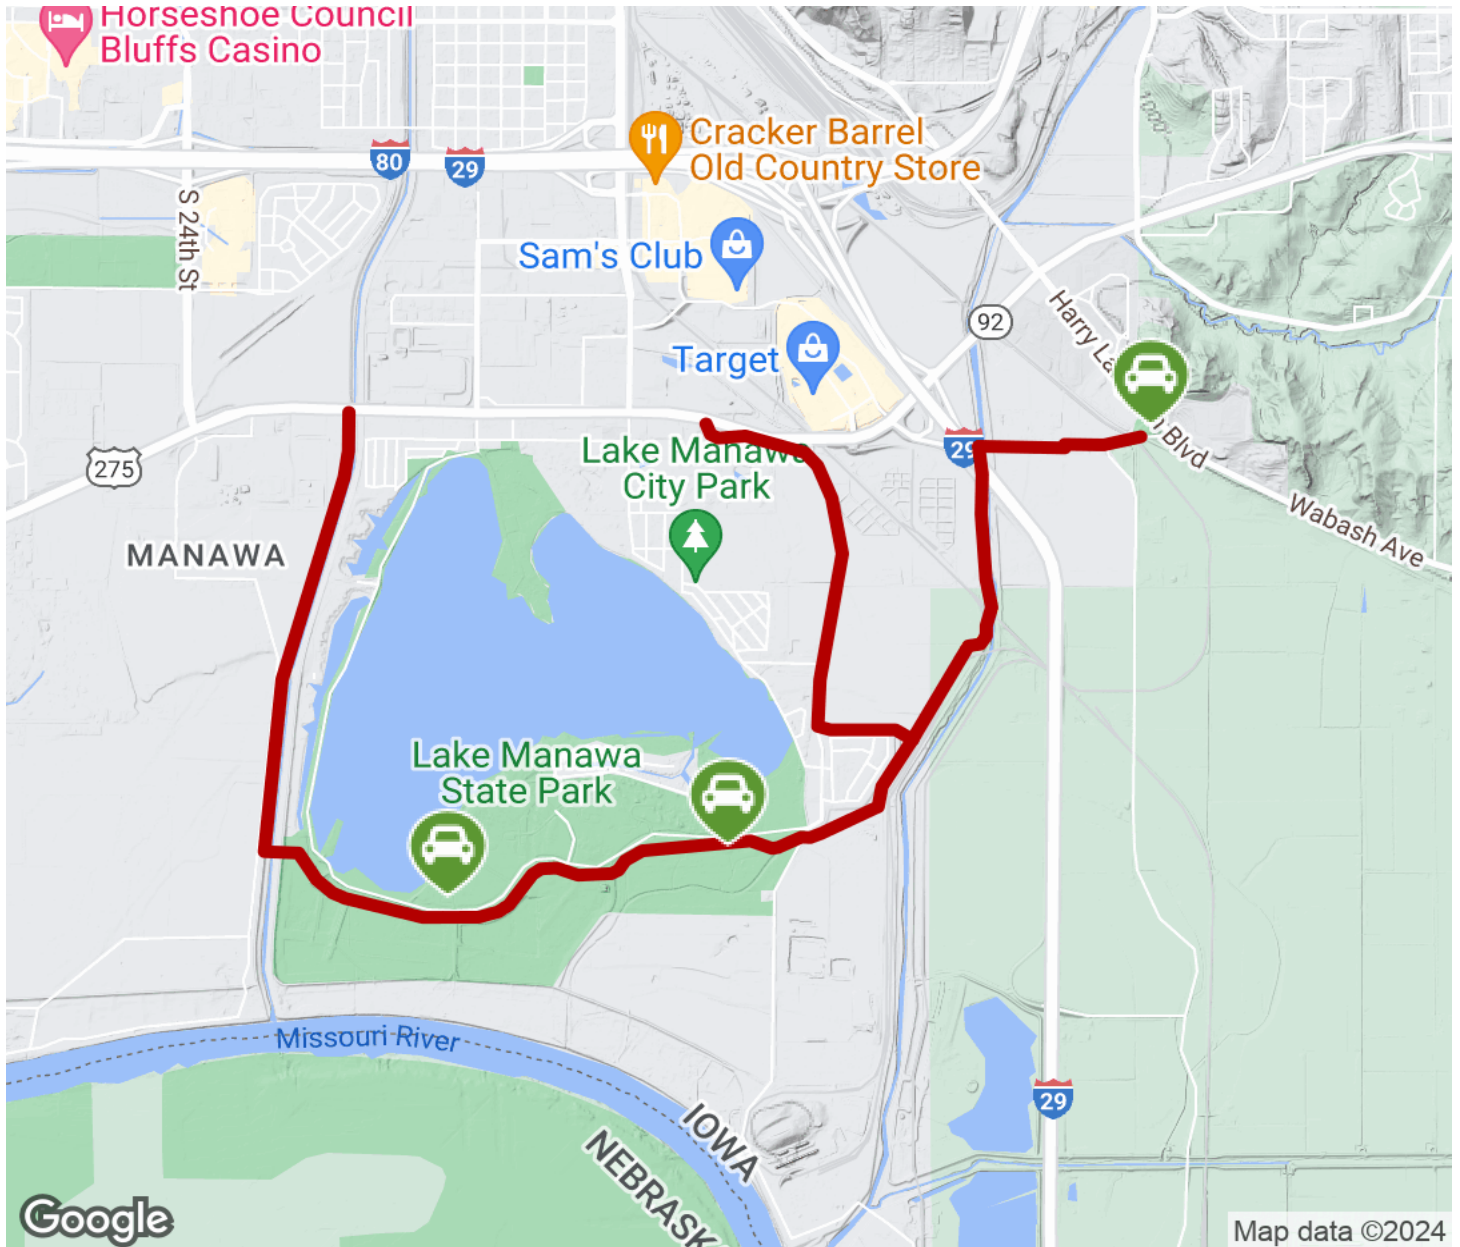 Horseshoe Council
Bluffs Casino
80
29
Cracker Barrel
Old Country Store
S 24th St
Sam's Club
92
Harry La
n Blvd
Target
275
29
Lake Manawa
City Park
Wabash Ave
MANAWA
Lake Manawa
State Park
Missouri River
29
IOWA
NEBRASK
Google
Map data ©2024